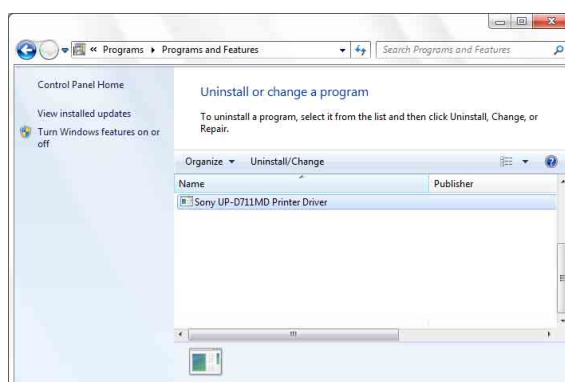 « Programs ▸ Programs and Features
Search Programs and Features
Control Panel Home
View installed updates
Turn Windows features on or
off
Uninstall or change a program
To uninstall a program, select it from the list and then click Uninstall, Change, or
Repair.
Organize Uninstall/Change
Name Publisher
Sony UP-D711MD Printer Driver